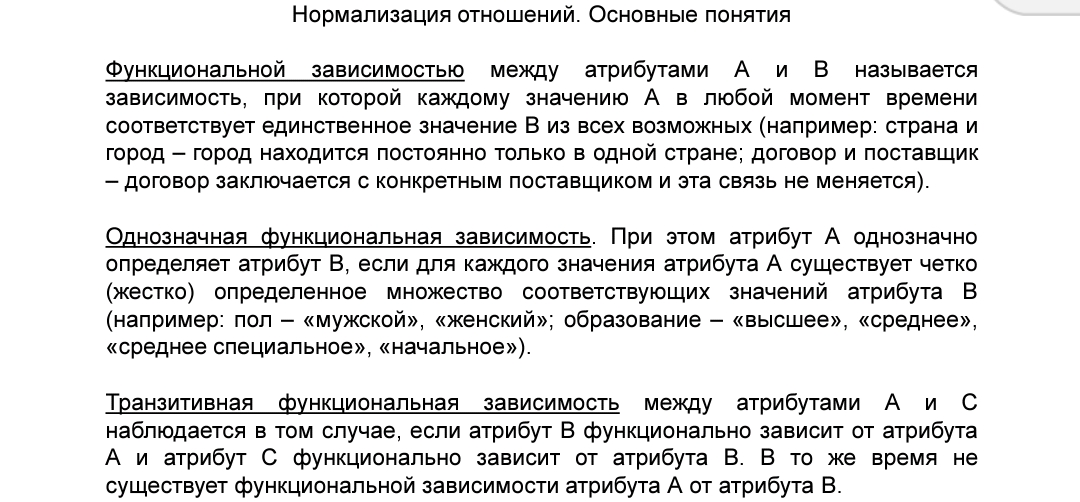 Нормализация отношений. Основные понятия
Функциональной зависимостью между атрибутами А и В называется
зависимость, при которой каждому значению А в любой момент времени
соответствует единственное значение В из всех возможных (например: страна и
город – город находится постоянно только в одной стране; договор и поставщик
– договор заключается с конкретным поставщиком и эта связь не меняется).
Однозначная функциональная зависимость. При этом атрибут А однозначно
определяет атрибут В, если для каждого значения атрибута А существует четко
(жестко) определенное множество соответствующих значений атрибута В
(например: пол – «мужской», «женский»; образование – «высшее», «среднее»,
«среднее специальное», «начальное»).
Транзитивная функциональная зависимость между атрибутами А и С
наблюдается в том случае, если атрибут В функционально зависит от атрибута
А и атрибут С функционально зависит от атрибута В. В то же время не
существует функциональной зависимости атрибута А от атрибута В.